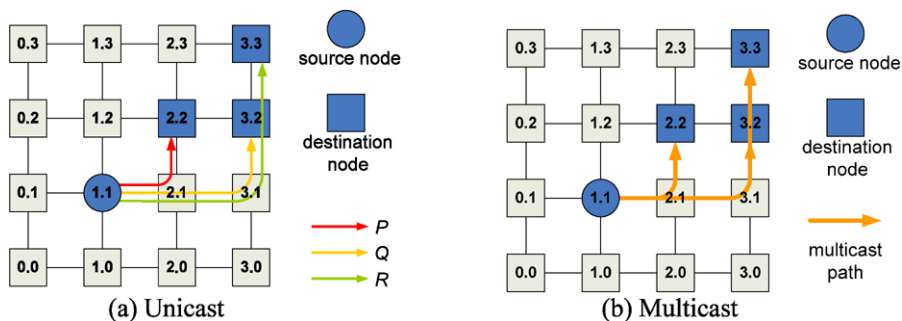 0.3 1.3 2.3 3.3
source node
0.2 1.2 2.2 3.2
destination
node
0.1 1.1 2.1 3.1
P
Q
0.0 1.0 2.0 3.0
R
(a) Unicast
0.3 1.3 2.3 3.3
source node
0.2 1.2 2.2 3.2
destination
node
0.1 1.1 2.1 3.1
multicast
path
0.0 1.0 2.0 3.0
(b) Multicast